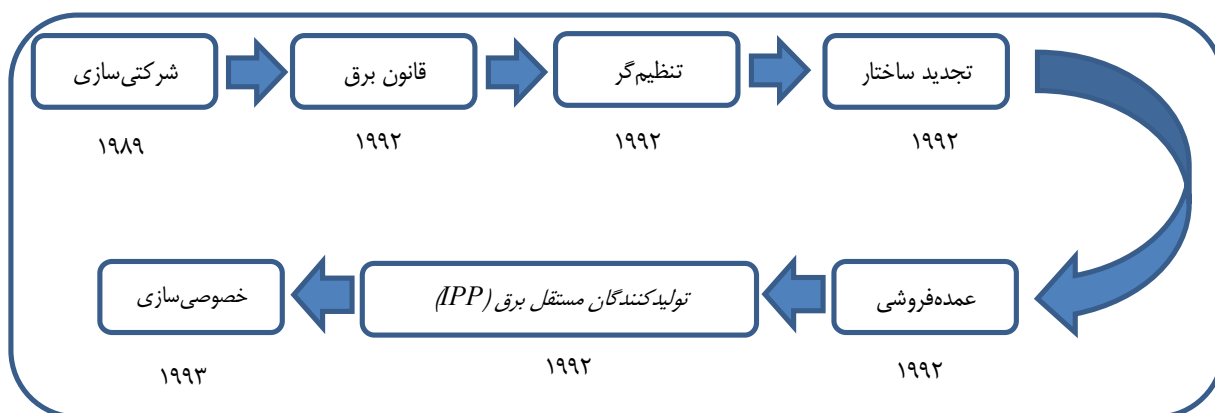 شرکتی‌سازی
قانون برق
تنظیم‌گر
تجدید ساختار
۱۹۸۹
۱۹۹۲
۱۹۹۲
۱۹۹۲
عمده‌فروشی
تولیدکنندگان مستقل برق (IPP)
خصوصی‌سازی
۱۹۹۲
۱۹۹۲
۱۹۹۳